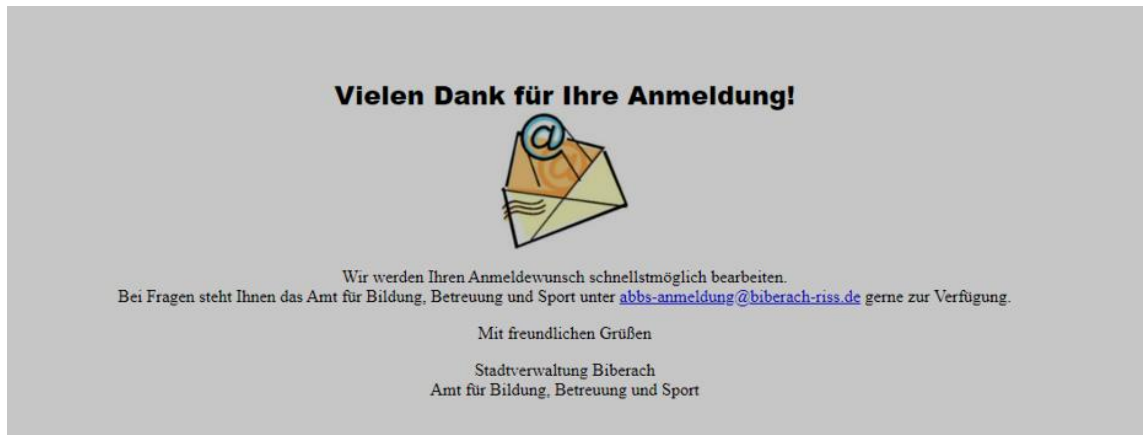 Vielen Dank für Ihre Anmeldung!
@
@
Wir werden Ihren Anmeldewunsch schnellstmöglich bearbeiten.
Bei Fragen steht Ihnen das Amt für Bildung, Betreuung und Sport unter abbs-anmeldung@biberach-riss.de gerne zur Verfügung.
Mit freundlichen Grüßen
Stadtverwaltung Biberach
Amt für Bildung, Betreuung und Sport